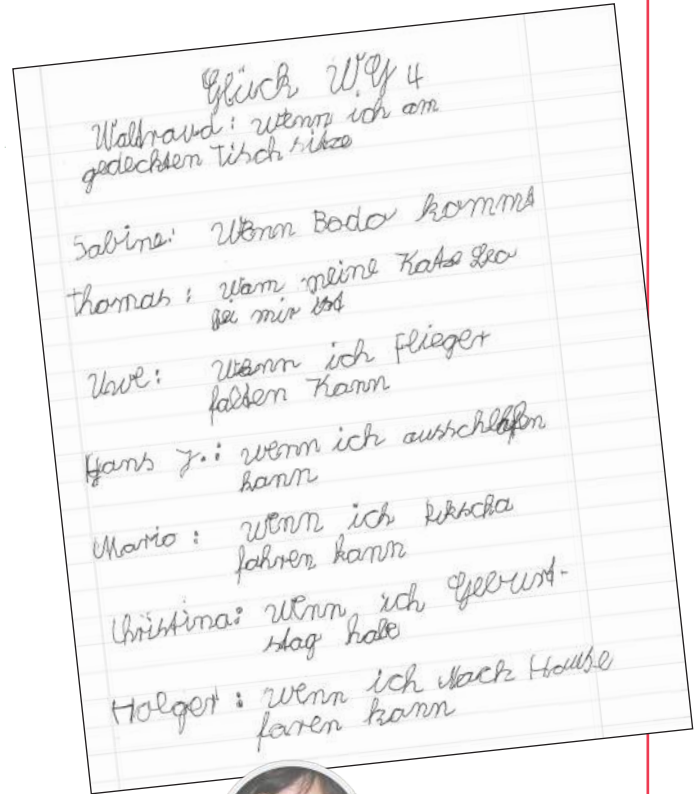 Glück WG 4
Waltraud: wenn ich am
gedeckten Tisch sitze
Sabine: Wenn Bodo kommt
Thomas: wann meine Katze Leo
bei mir ist
Uwe: Wenn ich Flieger
falten Kann
Hans J.: wenn ich ausschlafen
kann
Mario: wenn ich Rikscha
fahren kann
Christina: wenn ich Geburt-
stag habe
Holger: wenn ich Nach Hause
faren kann